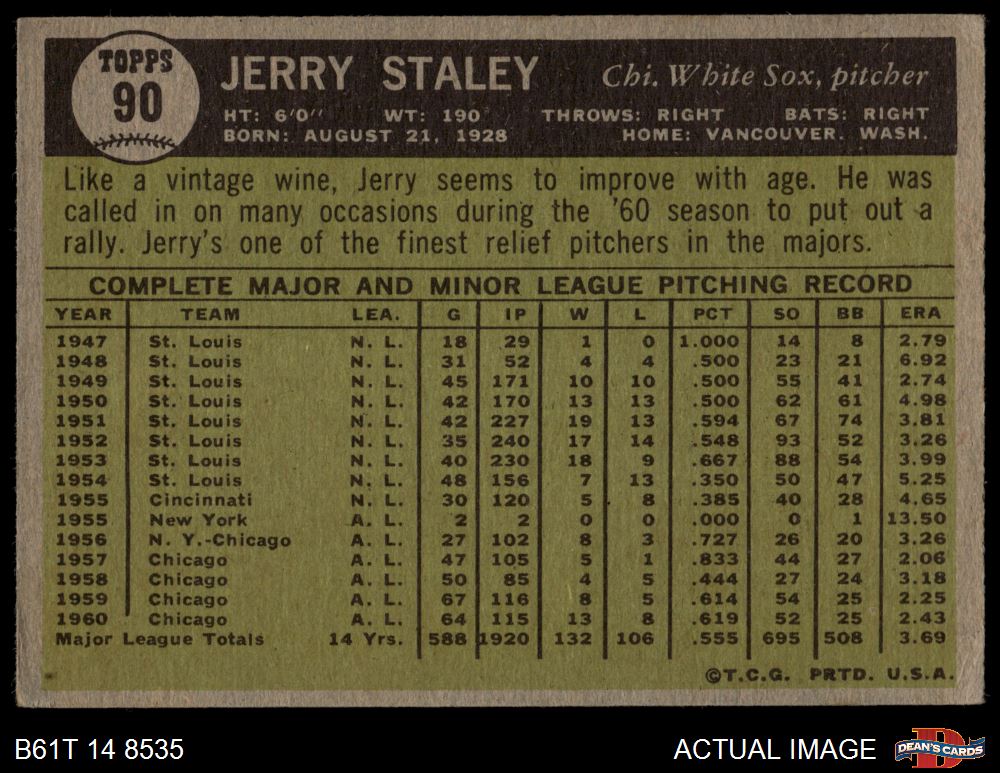 TOPPS
90
JERRY STALEY Chi. White Sox, pitcher
HT: 6'0" WT: 190 THROWS: RIGHT BATS: RIGHT
BORN: AUGUST 21, 1928 HOME: VANCOUVER. WASH.
Like a vintage wine, Jerry seems to improve with age. He was
called in on many occasions during the '60 season to put out a
rally. Jerry's one of the finest relief pitchers in the majors.
COMPLETE MAJOR AND MINOR LEAGUE PITCHING RECORD
YEAR TEAM LEA. G IP W L PCT SO BB ERA
1947 St. Louis N. L. 18 29 1 0 1.000 14 8 2.79
1948 St. Louis N. L. 31 52 4 4 .500 23 21 6.92
1949 St. Louis N. L. 45 171 10 10 .500 55 41 2.74
1950 St. Louis N. L. 42 170 13 13 .500 62 61 4.98
1951 St. Louis N. L. 42 227 19 13 .594 67 74 3.81
1952 St. Louis N. L. 35 240 17 14 .548 93 52 3.26
1953 St. Louis N. L. 40 230 18 9 .667 88 54 3.99
1954 St. Louis N. L. 48 156 7 13 .350 50 47 5.25
1955 Cincinnati N. L. 30 120 5 8 .385 40 28 4.65
1955 New York A. L. 2 2 0 0 .000 0 1 13.50
1956 N. Y.-Chicago A. L. 27 102 8 3 .727 26 20 3.26
1957 Chicago A. L. 47 105 5 1 .833 44 27 2.06
1958 Chicago A. L. 50 85 4 5 .444 27 24 3.18
1959 Chicago A. L. 67 116 8 5 .614 54 25 2.25
1960 Chicago A. L. 64 115 13 8 .619 52 25 2.43
Major League Totals 14 Yrs. 588 1920 132 106 .555 695 508 3.69
©T.C.G. PRTD. U.S.A.
B61T 14 8535 ACTUAL IMAGE
D
DEAN'S CARDS